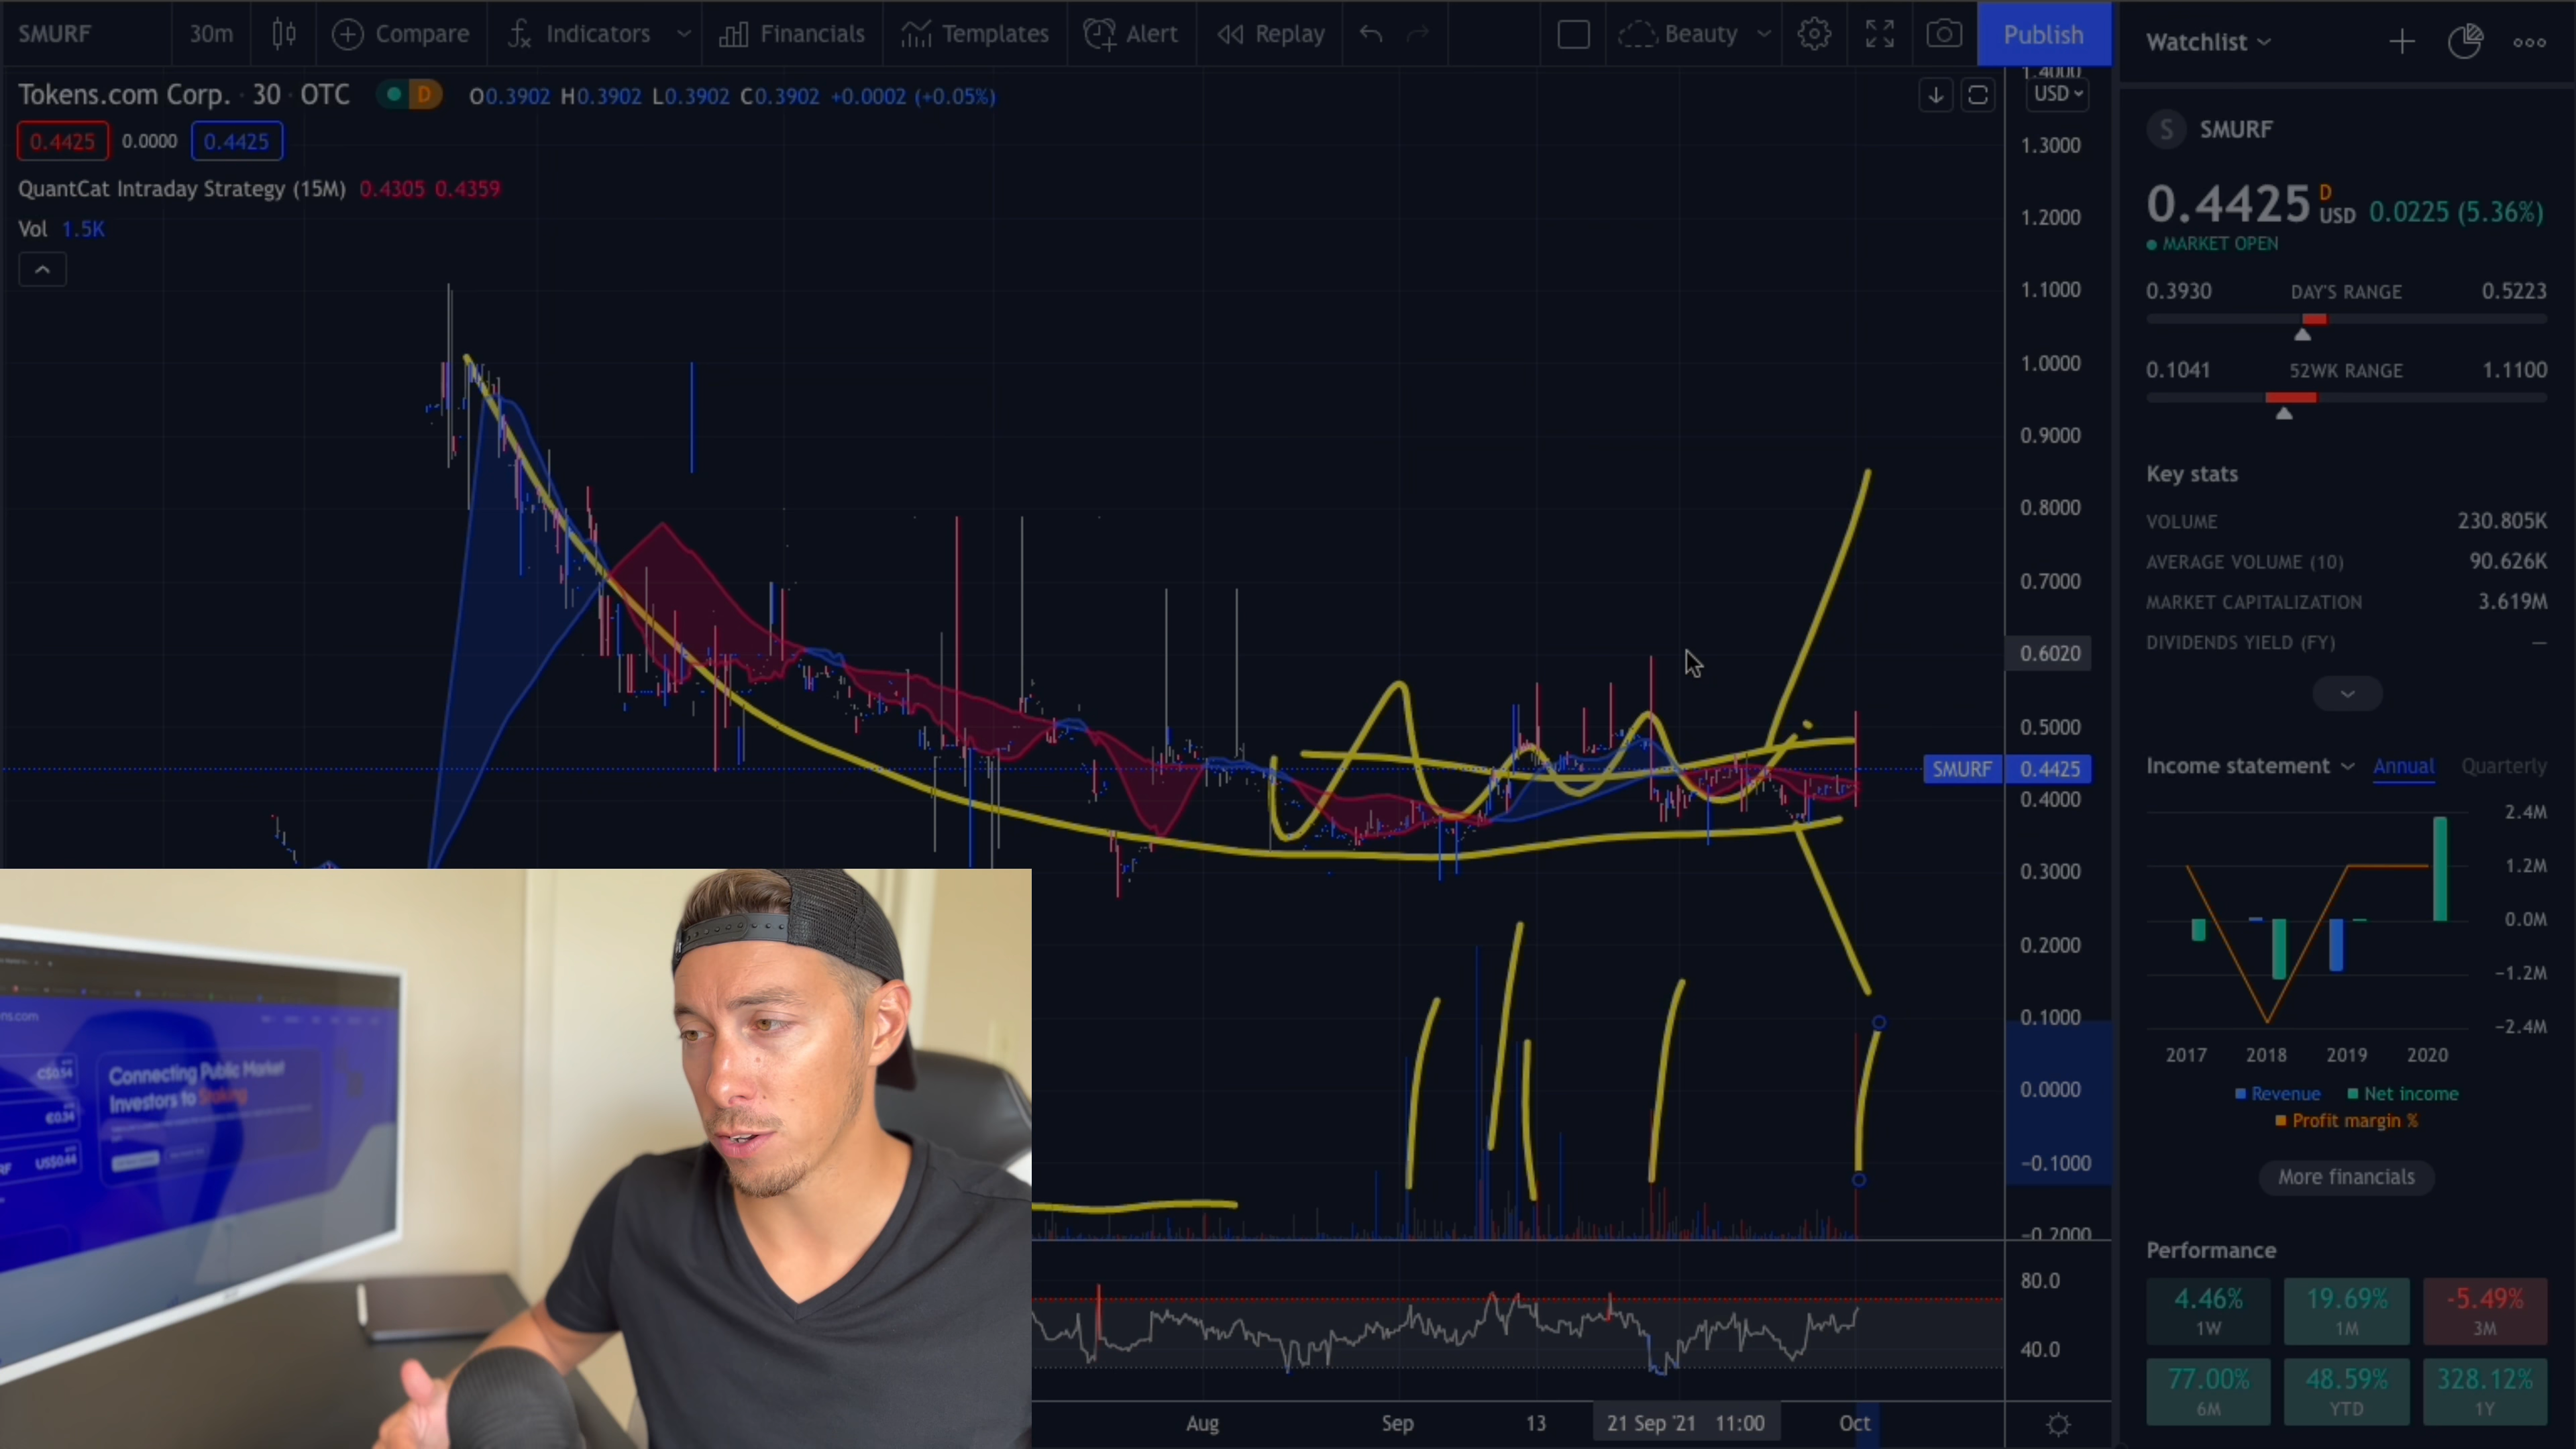 SMURF 30m Compare Indicators Financials Templates Alert Replay Beauty Publish
Tokens.com Corp. · 30 · OTC D O0.3902 H0.3902 L0.3902 C0.3902 +0.0002 (+0.05%)
0.4425 0.0000 0.4425
QuantCat Intraday Strategy (15M) 0.4305 0.4359
Vol 1.5K
1.4000
USD
1.3000
1.2000
1.1000
1.0000
0.9000
0.8000
0.7000
0.6020
0.5000
SMURF 0.4425
0.4000
0.3000
0.2000
0.1000
0.0000
−0.1000
−0.2000
80.0
40.0
Aug Sep 13 21 Sep '21 11:00 Oct
Watchlist
S SMURF
0.4425 D USD 0.0225 (5.36%)
MARKET OPEN
0.3930 DAY'S RANGE 0.5223
0.1041 52WK RANGE 1.1100
Key stats
VOLUME 230.805K
AVERAGE VOLUME (10) 90.626K
MARKET CAPITALIZATION 3.619M
DIVIDENDS YIELD (FY) —
Income statement Annual Quarterly
2.4M
1.2M
0.0M
−1.2M
−2.4M
2017 2018 2019 2020
Revenue Net income
Profit margin %
More financials
Performance
4.46% 19.69% -5.49%
1W 1M 3M
77.00% 48.59% 328.12%
6M YTD 1Y
ns.com
C$0.54
€0.34
RF US$0.44
Connecting Public Market
Investors to Staking